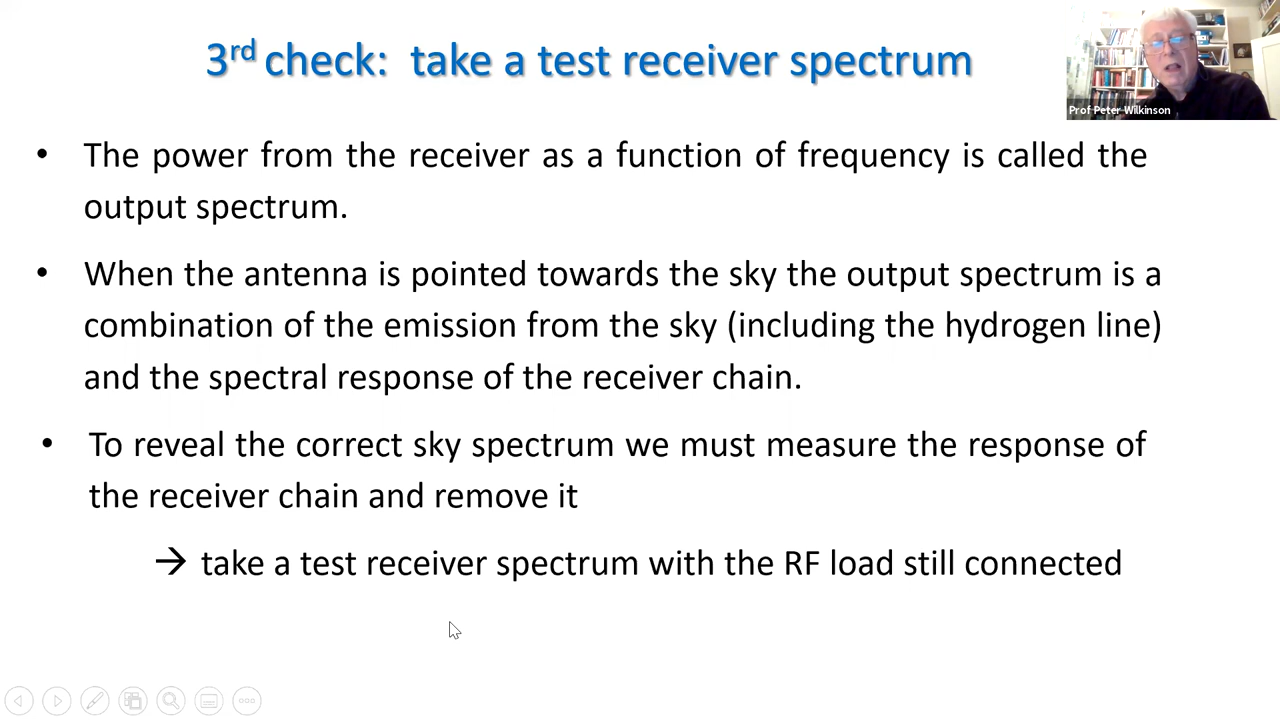 3rd check: take a test receiver spectrum
Prof Peter Wilkinson
• The power from the receiver as a function of frequency is called the
output spectrum.
• When the antenna is pointed towards the sky the output spectrum is a
combination of the emission from the sky (including the hydrogen line)
and the spectral response of the receiver chain.
• To reveal the correct sky spectrum we must measure the response of
the receiver chain and remove it
→ take a test receiver spectrum with the RF load still connected